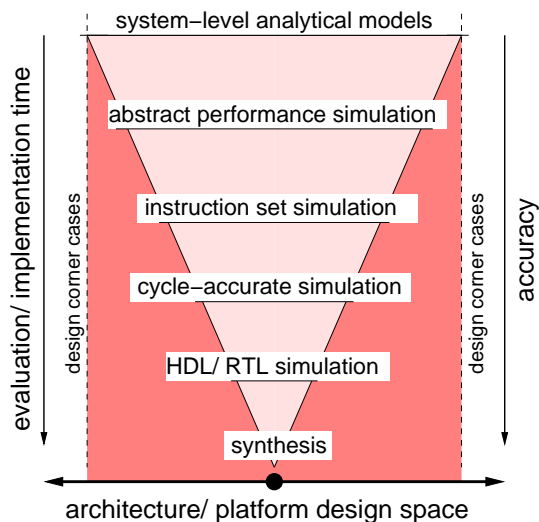 system−level analytical models
abstract performance simulation
instruction set simulation
cycle−accurate simulation
HDL/ RTL simulation
synthesis
evaluation/ implementation time
design corner cases
design corner cases
accuracy
architecture/ platform design space